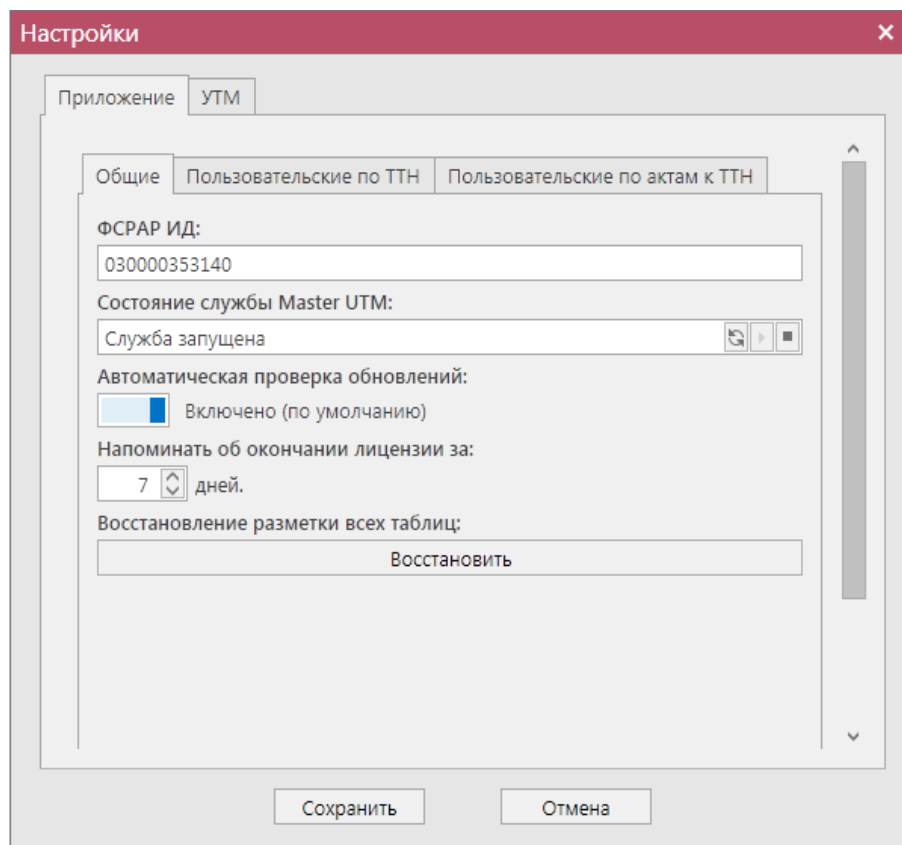 Настройки
Приложение УТМ
Общие Пользовательские по ТТН Пользовательские по актам к ТТН
ФСРАР ИД:
030000353140
Состояние службы Master UTM:
Служба запущена
Автоматическая проверка обновлений:
Включено (по умолчанию)
Напоминать об окончании лицензии за:
7 дней.
Восстановление разметки всех таблиц:
Восстановить
Сохранить Отмена